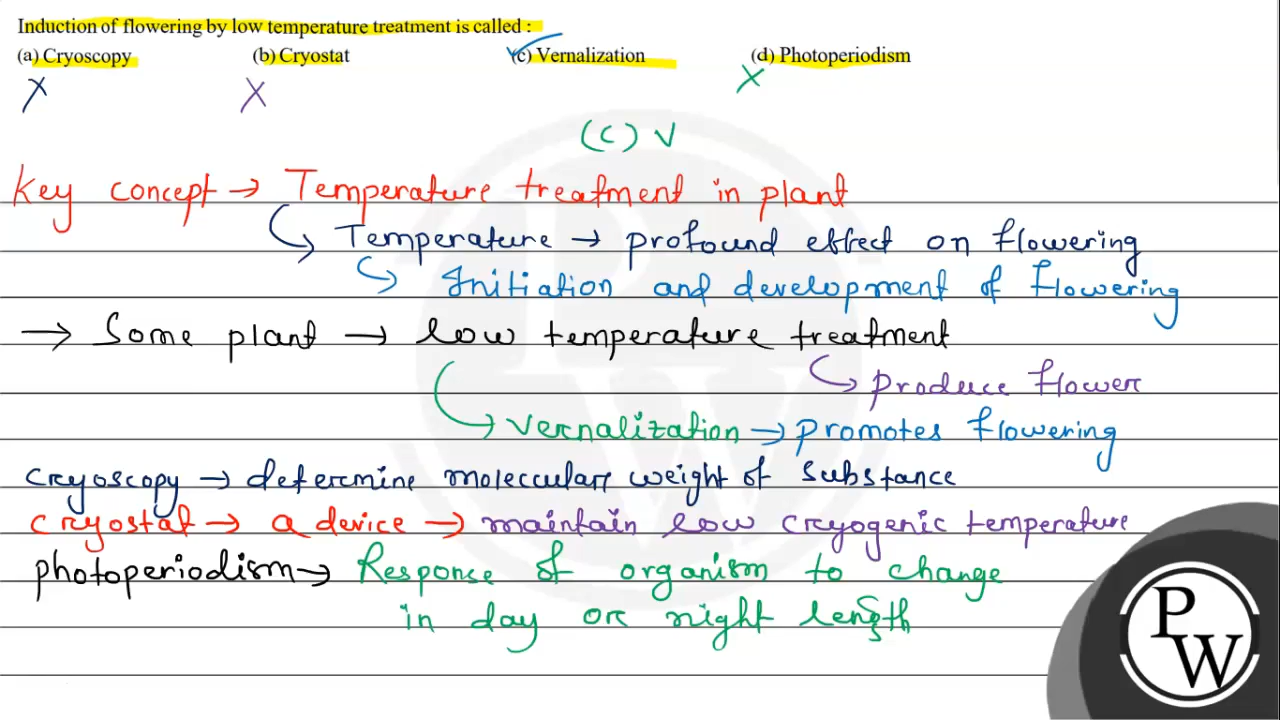 Induction of flowering by low temperature treatment is called :
(a) Cryoscopy (b) Cryostat (c) Vernalization (d) Photoperiodism
X X X
(C) V
Key concept → Temperature treatment in plant
Temperature → profound effect on flowering
Initiation and development of flowering
→ Some plant → low temperature treatment
produce flower
Vernalization → promotes flowering
Cryoscopy → determine moleccular weight of substance
Cryostat → a device → maintain low cryogenic temperature
photoperiodism → Response of organism to change
in day or night length
PW